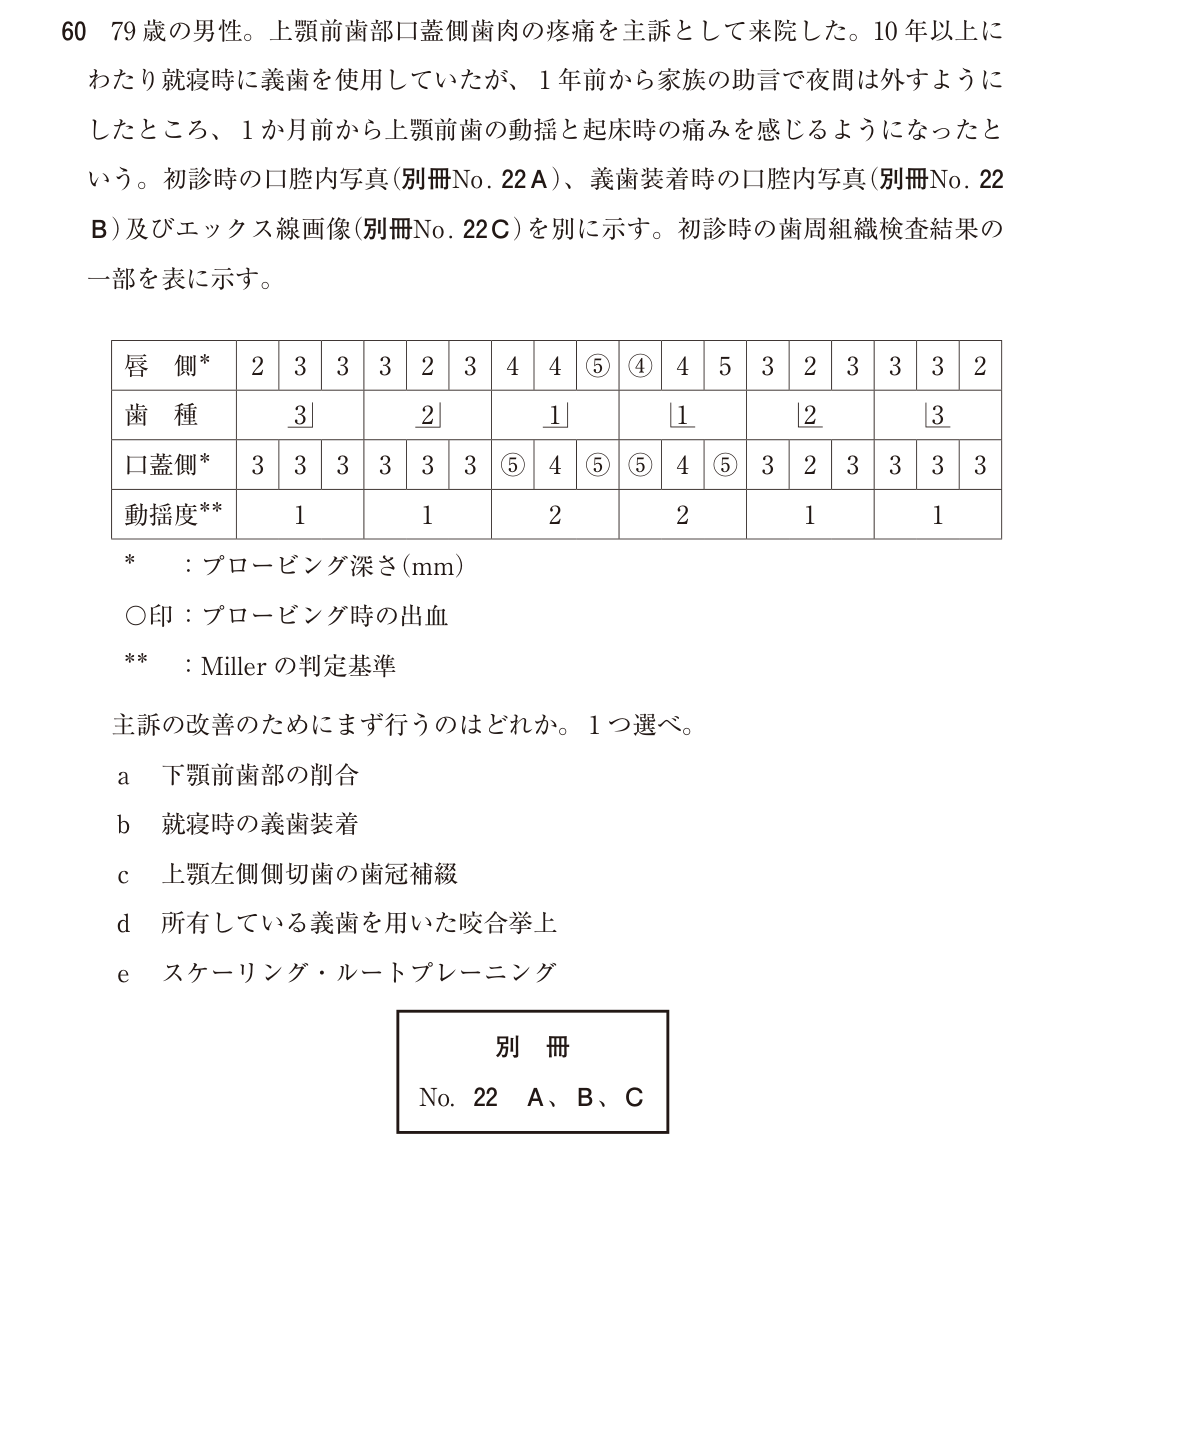 60 79歳の男性。上顎前歯部口蓋側歯肉の疼痛を主訴として来院した。10年以上に
わたり就寝時に義歯を使用していたが、1年前から家族の助言で夜間は外すように
したところ、1か月前から上顎前歯の動揺と起床時の痛みを感じるようになったと
いう。初診時の口腔内写真(別冊No. 22A)、義歯装着時の口腔内写真(別冊No. 22
B)及びエックス線画像(別冊No. 22C)を別に示す。初診時の歯周組織検査結果の
一部を表に示す。
唇 側* 2 3 3 3 2 3 4 4 ⑤ ④ 4 5 3 2 3 3 3 2
歯 種 3┘ 2┘ 1┘ └1 └2 └3
口蓋側* 3 3 3 3 3 3 ⑤ 4 ⑤ ⑤ 4 ⑤ 3 2 3 3 3 3
動揺度** 1 1 2 2 1 1
* :プロービング深さ(mm)
○印:プロービング時の出血
** :Miller の判定基準
主訴の改善のためにまず行うのはどれか。1つ選べ。
a 下顎前歯部の削合
b 就寝時の義歯装着
c 上顎左側側切歯の歯冠補綴
d 所有している義歯を用いた咬合挙上
e スケーリング・ルートプレーニング
別 冊
No. 22 A、B、C